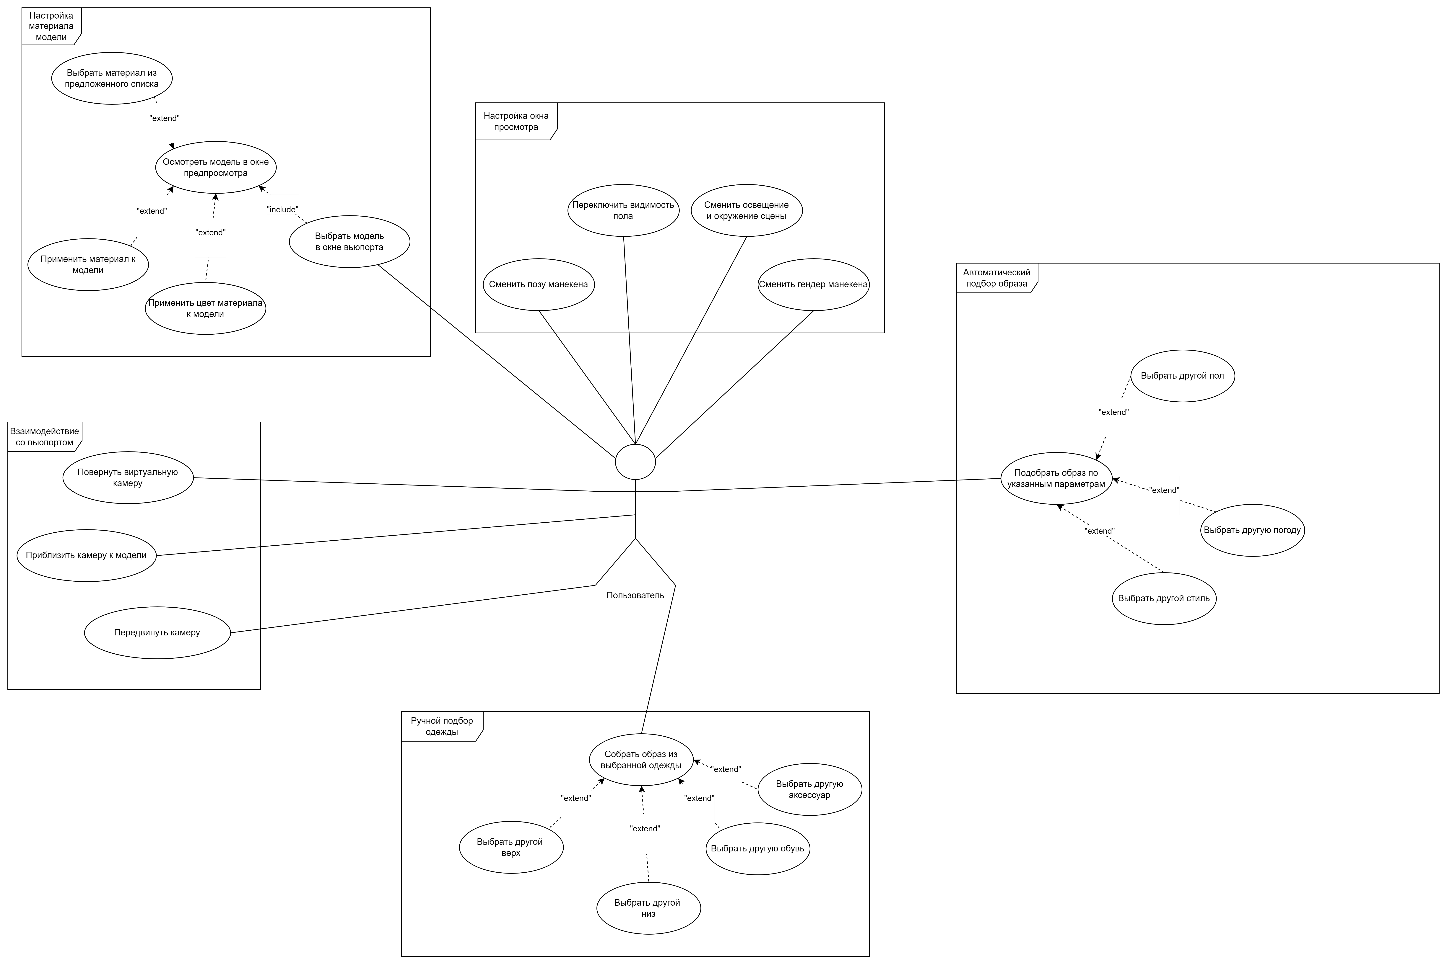 Настройка
материала
модели
Выбрать материал из
предложенного списка
"extend"
Осмотреть модель в окне
предпросмотра
"extend"
"include"
"extend"
Выбрать модель
в окне вьюпорта
Применить материал к
модели
Применить цвет материала
к модели
Настройка окна
просмотра
Переключить видимость
пола
Сменить освещение
и окружение сцены
Сменить позу манекена
Сменить гендер манекена
Автоматический
подбор образа
Выбрать другой пол
"extend"
Подобрать образ по
указанным параметрам
"extend"
Выбрать другую погоду
"extend"
Выбрать другой стиль
Взаимодействие
со вьюпортом
Повернуть виртуальную
камеру
Приблизить камеру к модели
Передвинуть камеру
Пользователь
Ручной подбор
одежды
Собрать образ из
выбранной одежды
"extend"
Выбрать другую
аксессуар
"extend"
"extend"
"extend"
Выбрать другой
верх
Выбрать другую обувь
Выбрать другой
низ